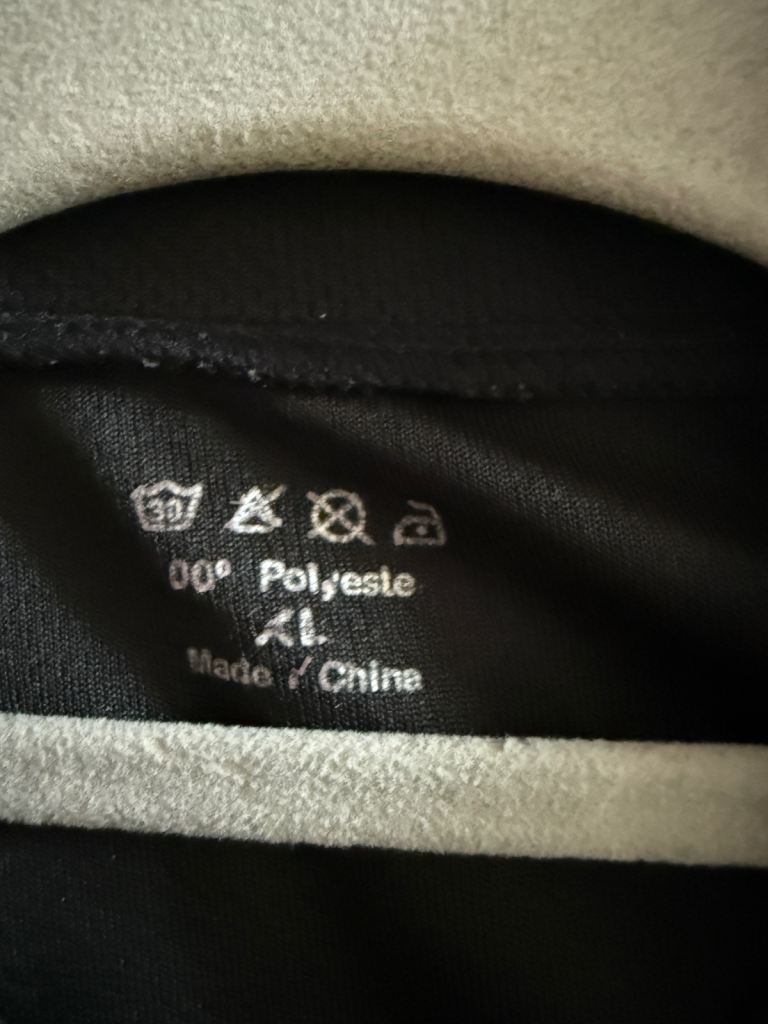 30
00% Polyeste
XL
Made China